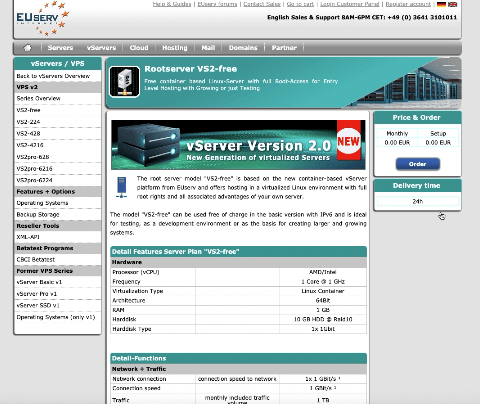 Help & Guides | EUserv forums | Contact Sales | Go to cart | Login Customer Panel | Register account |
EUserv
INTERNET
English Sales & Support 8AM-6PM CET: +49 (0) 3641 3101011
Servers vServers Cloud Hosting Mail Domains Partner
vServers / VPS
Back to vServers Overview
VPS v2
Series Overview
VS2-free
VS2-224
VS2-428
VS2-4216
VS2pro-628
VS2pro-6216
VS2pro-6224
Features + Options
Operating Systems
Backup Storage
Reseller Tools
XML-API
Betatest Programs
CBCI Betatest
Former VPS Series
vServer Basic v1
vServer Pro v1
vServer SSD v1
Operating Systems (only v1)
Rootserver VS2-free
Free container based Linux-Server with full Root-Access for Entry
Level Hosting with Growing or just Testing
vServer Version 2.0
New Generation of virtualized Servers
NEW
The root server model "VS2-free" is based on the new container-based vServer
platform from EUserv and offers hosting in a virtualized Linux environment with full
root rights and all associated advantages of your own server.
The model "VS2-free" can be used free of charge in the basic version with IPv6 and is ideal
for testing, as a development environment or as the basis for creating larger and growing
systems.
Detail Features Server Plan "VS2-free"
Hardware
Processor (vCPU) AMD/Intel
Frequency 1 Core @ 1 GHz
Virtualization Type Linux Container
Architecture 64Bit
RAM 1 GB
Harddisk 10 GB HDD @ Raid10
Harddisk Type 1x 1Gbit
Detail-Functions
Network + Traffic
Network connection connection speed to network 1x 1 GBit/s ¹
Connection speed 1 GBit/s ¹
Traffic monthly included traffic volume 1 TB
Price & Order
Monthly Setup
0.00 EUR 0.00 EUR
Order
Delivery time
24h